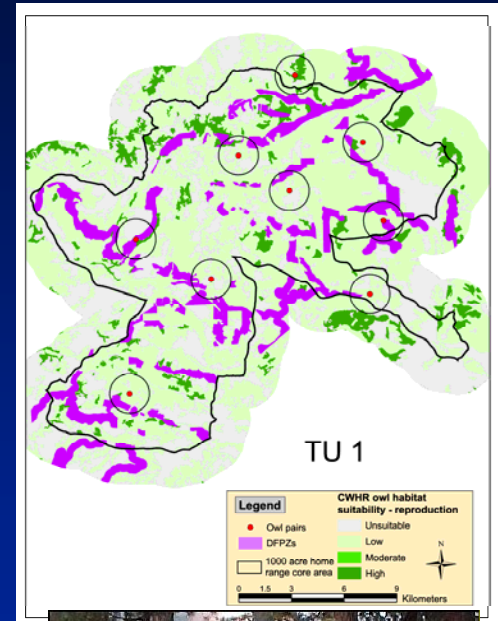 TU 1
Legend
Owl pairs
DFPZs
1000 acre home
range core area
CWHR owl habitat
suitability - reproduction
Unsuitable
Low
Moderate
High
N
0 1.5 3 6 9
Kilometers